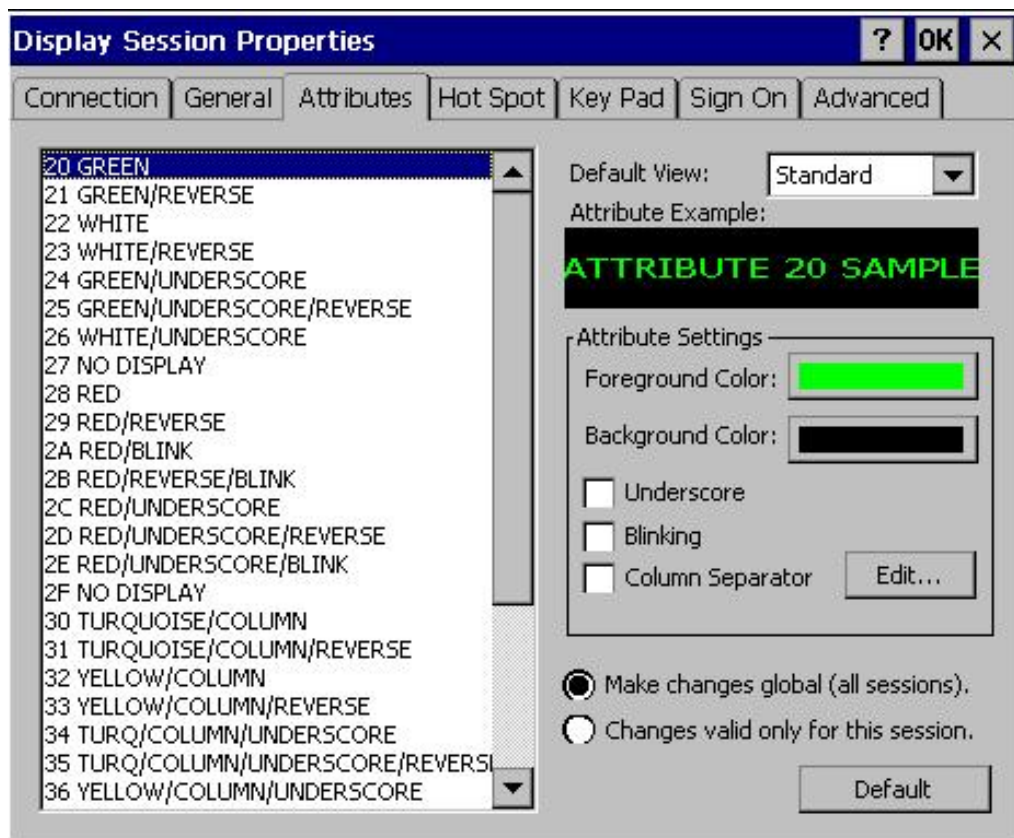 Display Session Properties ? OK ×
Connection General Attributes Hot Spot Key Pad Sign On Advanced
20 GREEN
21 GREEN/REVERSE
22 WHITE
23 WHITE/REVERSE
24 GREEN/UNDERSCORE
25 GREEN/UNDERSCORE/REVERSE
26 WHITE/UNDERSCORE
27 NO DISPLAY
28 RED
29 RED/REVERSE
2A RED/BLINK
2B RED/REVERSE/BLINK
2C RED/UNDERSCORE
2D RED/UNDERSCORE/REVERSE
2E RED/UNDERSCORE/BLINK
2F NO DISPLAY
30 TURQUOISE/COLUMN
31 TURQUOISE/COLUMN/REVERSE
32 YELLOW/COLUMN
33 YELLOW/COLUMN/REVERSE
34 TURQ/COLUMN/UNDERSCORE
35 TURQ/COLUMN/UNDERSCORE/REVERS
36 YELLOW/COLUMN/UNDERSCORE
Default View: Standard
Attribute Example:
ATTRIBUTE 20 SAMPLE
Attribute Settings
Foreground Color:
Background Color:
Underscore
Blinking
Column Separator Edit...
Make changes global (all sessions).
Changes valid only for this session.
Default